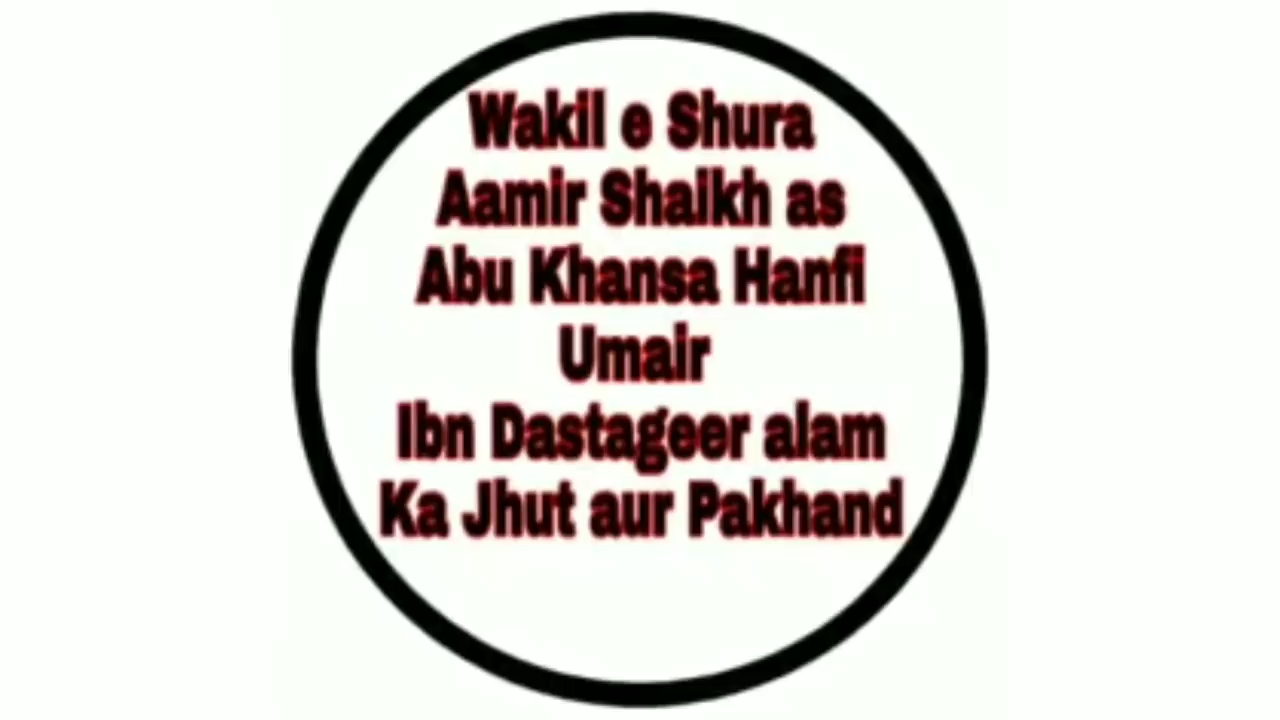 Wakil e Shura
Aamir Shaikh as
Abu Khansa Hanfi
Umair
Ibn Dastageer alam
Ka Jhut aur Pakhand